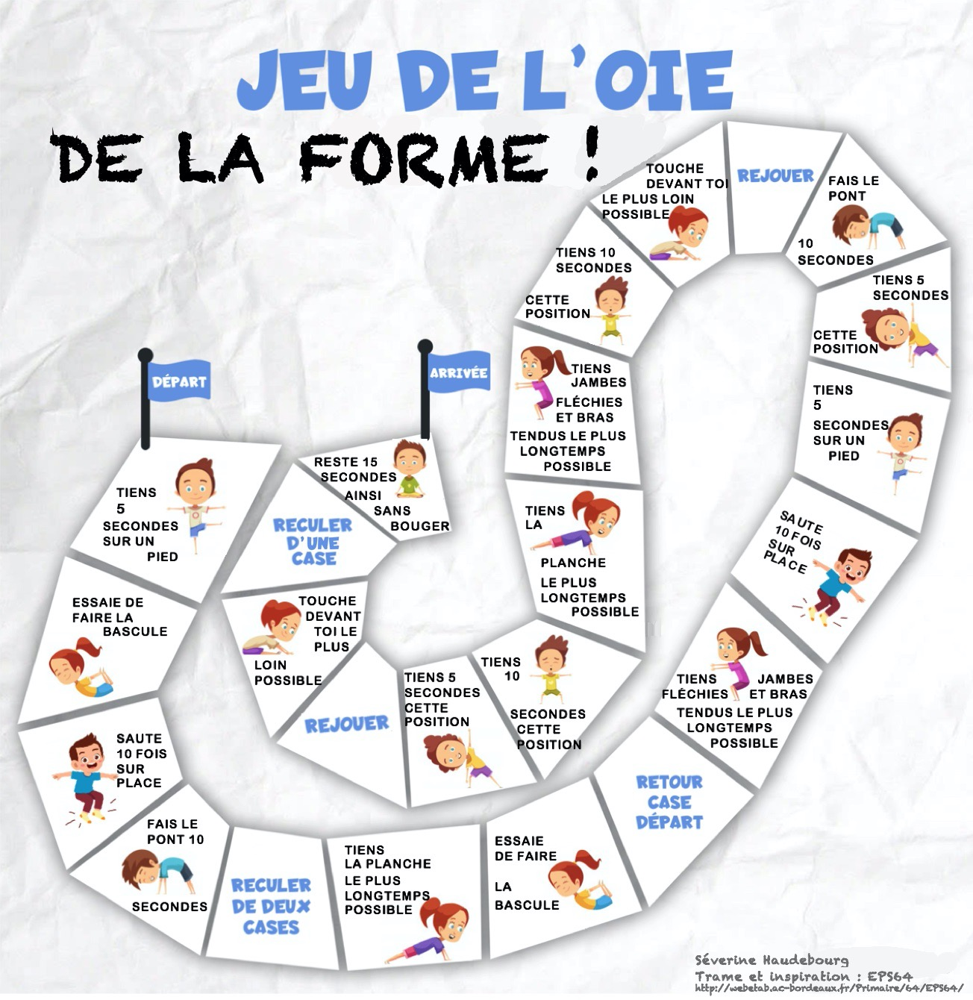 JEU DE L'OIE
DE LA FORME !
DÉPART
TIENS
5
SECONDES
SUR UN
PIED
ESSAIE DE
FAIRE LA
BASCULE
SAUTE
10 FOIS
SUR
PLACE
FAIS LE
PONT 10
SECONDES
RECULER
DE DEUX
CASES
TIENS
LA PLANCHE
LE PLUS
LONGTEMPS
POSSIBLE
ESSAIE
DE FAIRE
LA
BASCULE
RETOUR
CASE
DÉPART
TIENS JAMBES
FLÉCHIES ET BRAS
TENDUS LE PLUS
LONGTEMPS
POSSIBLE
SAUTE
10 FOIS
SUR
PLACE
TIENS
5
SECONDES
SUR UN
PIED
TIENS 5
SECONDES
CETTE
POSITION
FAIS LE
PONT
10
SECONDES
REJOUER
TOUCHE
DEVANT TOI
LE PLUS LOIN
POSSIBLE
TIENS 10
SECONDES
CETTE
POSITION
TIENS
JAMBES
FLÉCHIES
ET BRAS
TENDUS LE PLUS
LONGTEMPS
POSSIBLE
TIENS
LA
PLANCHE
LE PLUS
LONGTEMPS
POSSIBLE
TIENS
10
SECONDES
CETTE
POSITION
TIENS 5
SECONDES
CETTE
POSITION
REJOUER
TOUCHE
DEVANT
TOI LE
PLUS
LOIN
POSSIBLE
RECULER
D'UNE
CASE
RESTE 15
SECONDES
AINSI
SANS
BOUGER
ARRIVÉE
Séverine Haudebourg
Trame et inspiration : EPS64
http://webetab.ac-bordeaux.fr/Primaire/64/EPS64/